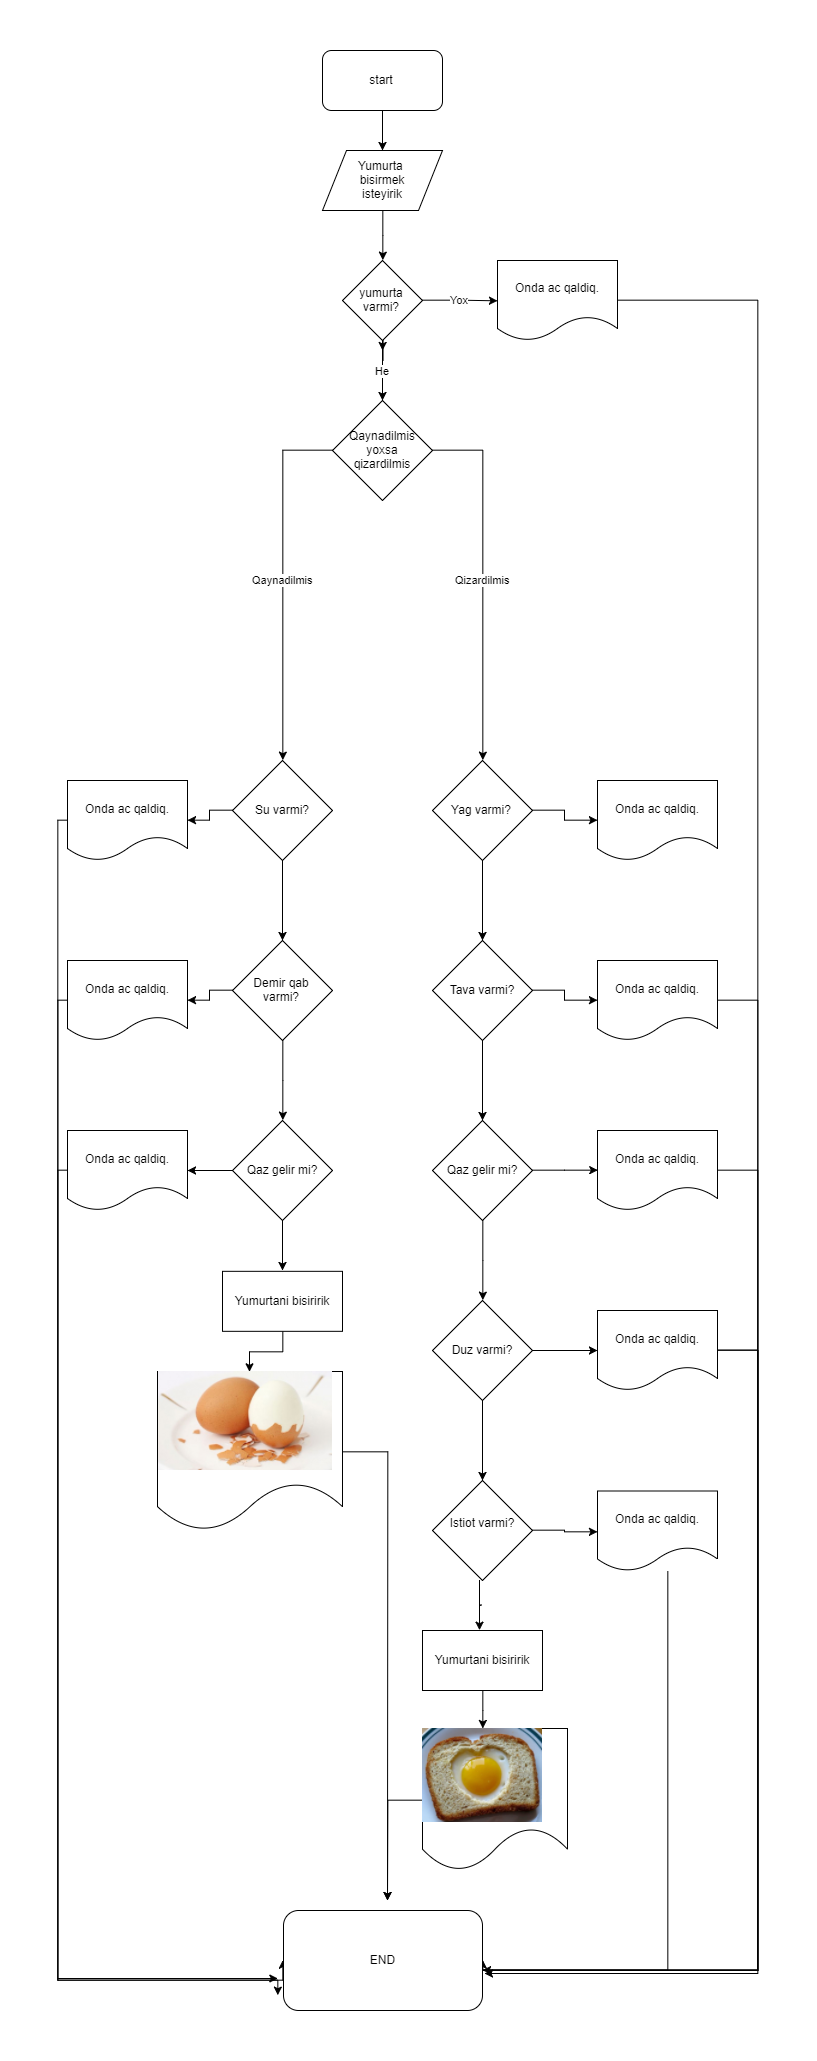 start
Yumurta
bisirmek
isteyirik
yumurta
varmi?
Yox
Onda ac qaldiq.
He
Qaynadilmis
yoxsa
qizardilmis
Qaynadilmis
Qizardilmis
Onda ac qaldiq.
Su varmi?
Yag varmi?
Onda ac qaldiq.
Onda ac qaldiq.
Demir qab
varmi?
Tava varmi?
Onda ac qaldiq.
Onda ac qaldiq.
Qaz gelir mi?
Qaz gelir mi?
Onda ac qaldiq.
Yumurtani bisiririk
Duz varmi?
Onda ac qaldiq.
Istiot varmi?
Onda ac qaldiq.
Yumurtani bisiririk
END